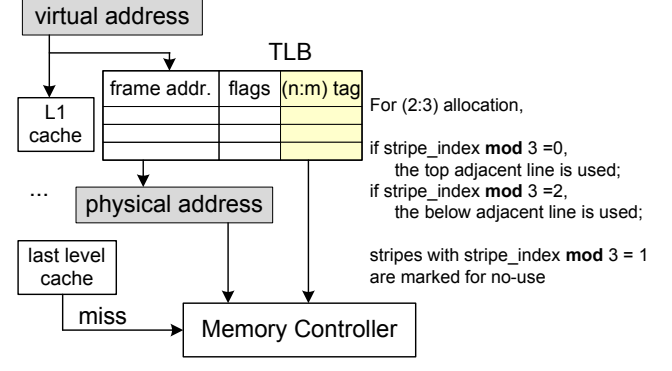 virtual address
TLB
frame addr.
flags
(n:m) tag
L1
cache
...
physical address
last level
cache
miss
Memory Controller
For (2:3) allocation,
if stripe_index mod 3 =0,
the top adjacent line is used;
if stripe_index mod 3 =2,
the below adjacent line is used;
stripes with stripe_index mod 3 = 1
are marked for no-use